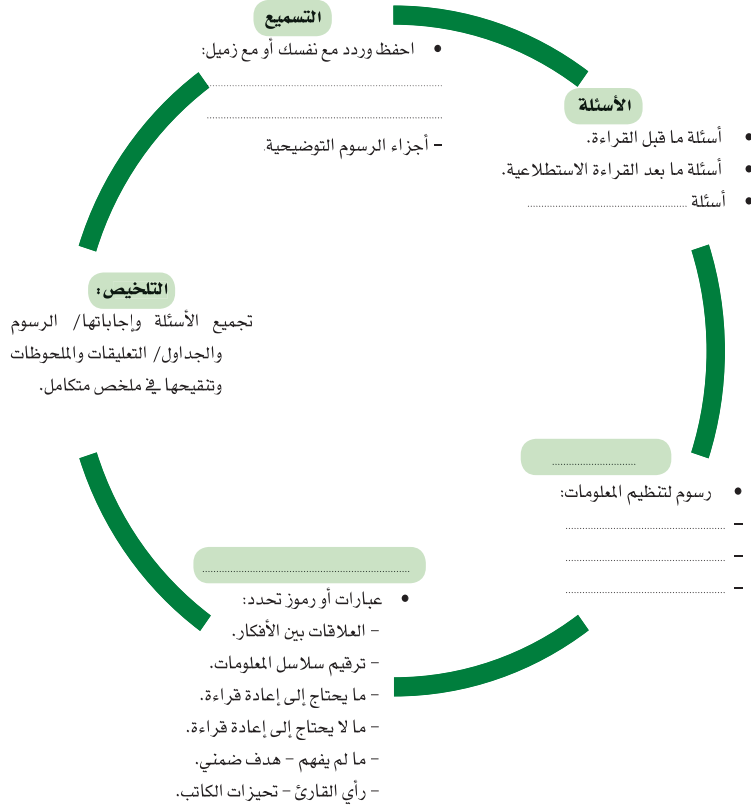 التسميع
• احفظ وردد مع نفسك أو مع زميل:
– أجزاء الرسوم التوضيحية
الأسئلة
• أسئلة ما قبل القراءة.
• أسئلة ما بعد القراءة الاستطلاعية.
• أسئلة ........................
• رسوم لتنظيم المعلومات:
– ........................
– ........................
– ........................
• عبارات أو رموز تحدد:
– العلاقات بين الأفكار.
– ترقيم سلاسل المعلومات.
– ما يحتاج إلى إعادة قراءة.
– ما لا يحتاج إلى إعادة قراءة.
– ما لم يفهم – هدف ضمني.
– رأي القارئ – تحيزات الكاتب.
التلخيص:
تجميع الأسئلة وإجاباتها/ الرسوم
والجداول/ التعليقات والملحوظات
وتنقيحها في ملخص متكامل.